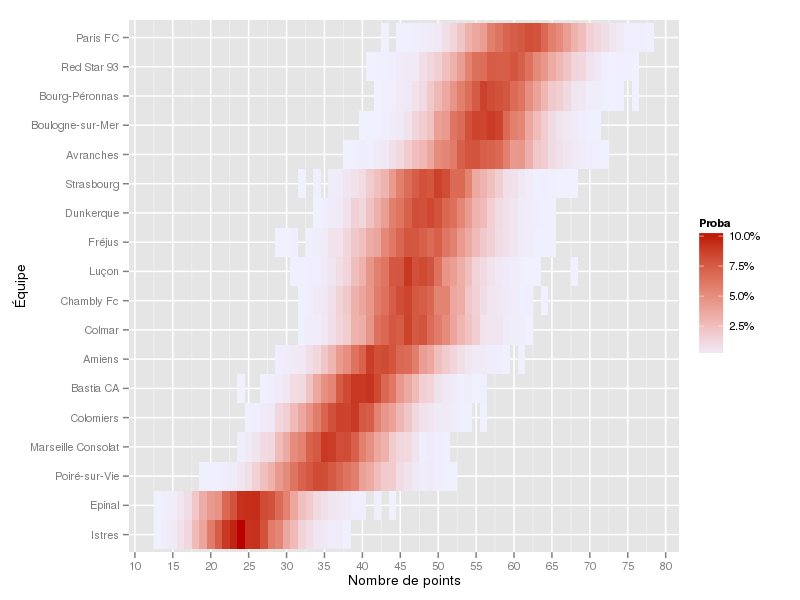 Paris FC
Red Star 93
Bourg-Péronnas
Boulogne-sur-Mer
Avranches
Strasbourg
Dunkerque
Fréjus
Luçon
Chambly Fc
Colmar
Amiens
Bastia CA
Colomiers
Marseille Consolat
Poiré-sur-Vie
Epinal
Istres
Équipe
10 15 20 25 30 35 40 45 50 55 60 65 70 75 80
Nombre de points
Proba
10.0%
7.5%
5.0%
2.5%